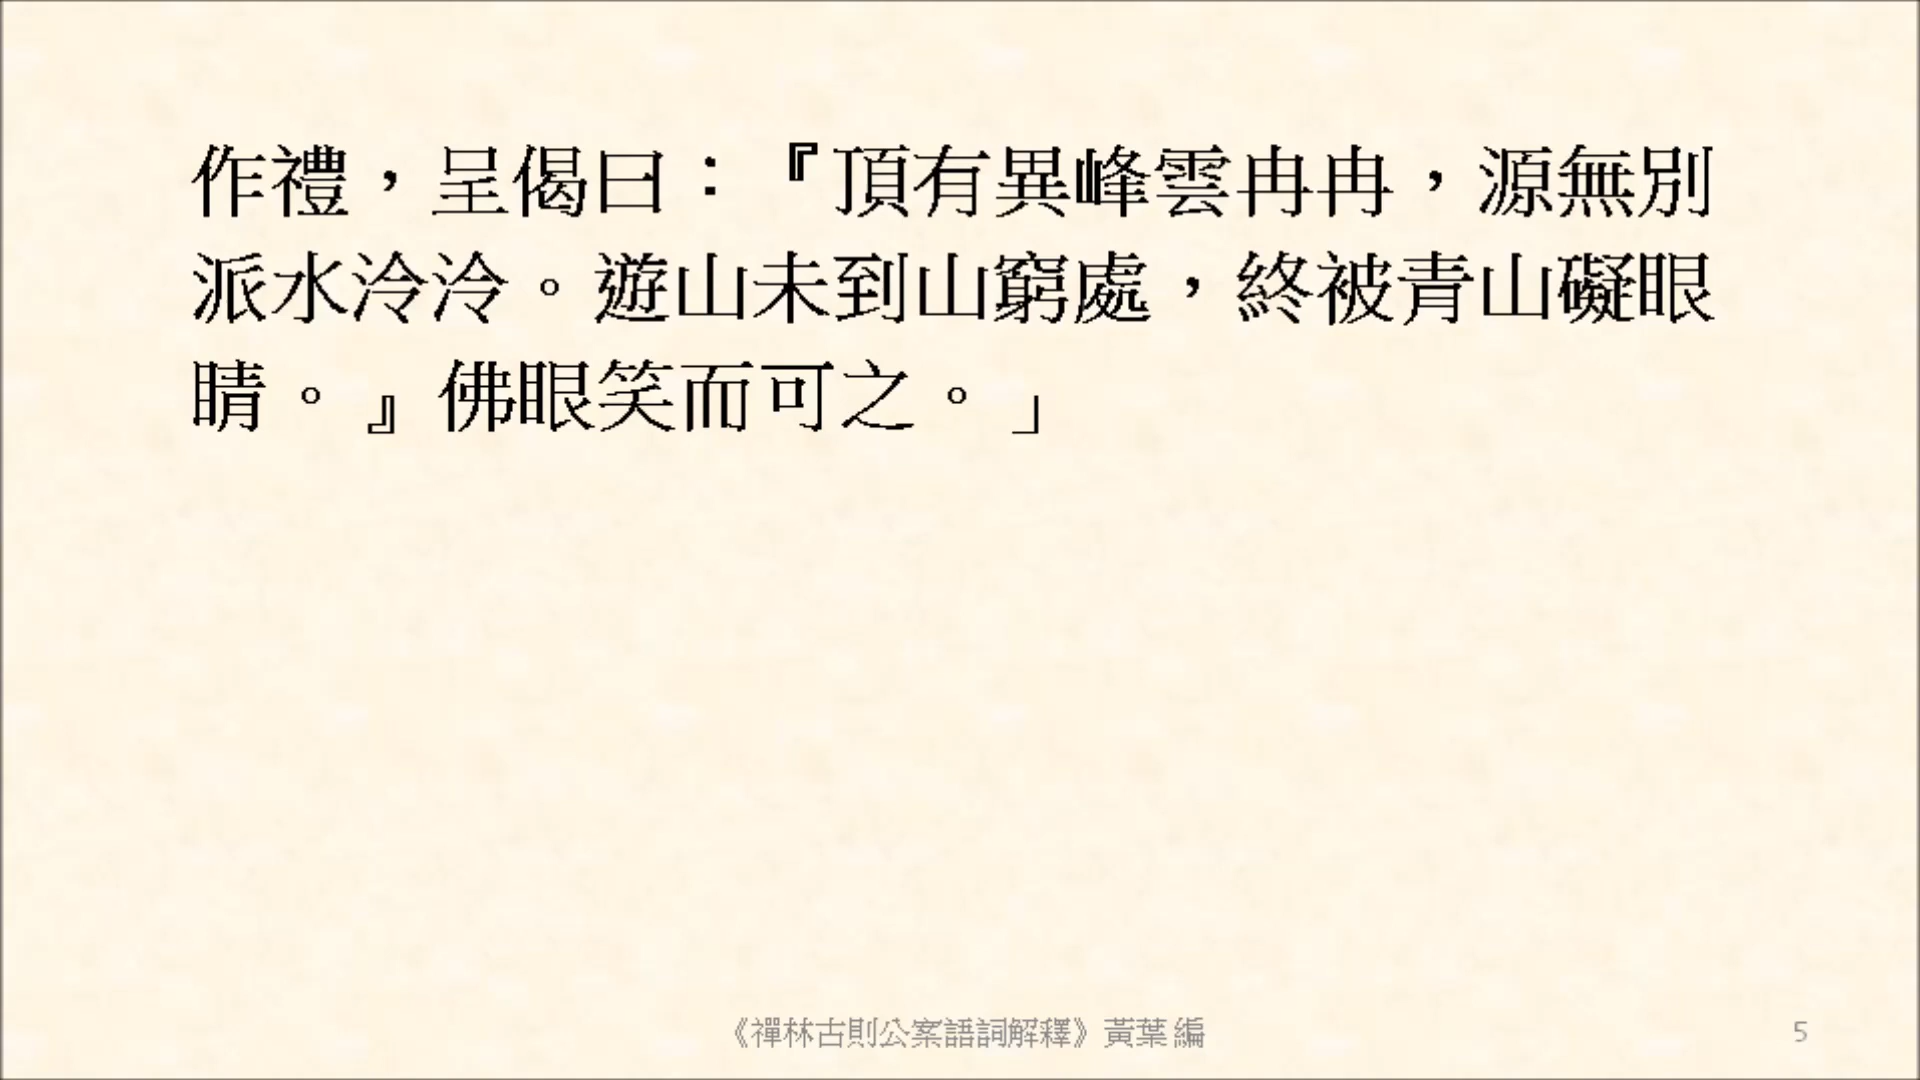 作禮，呈偈曰：『頂有異峰雲冉冉，源無別
派水泠泠。遊山未到山窮處，終被青山礙眼
睛。』佛眼笑而可之。」
《禪林古則公案語詞解釋》黃葉 編
5